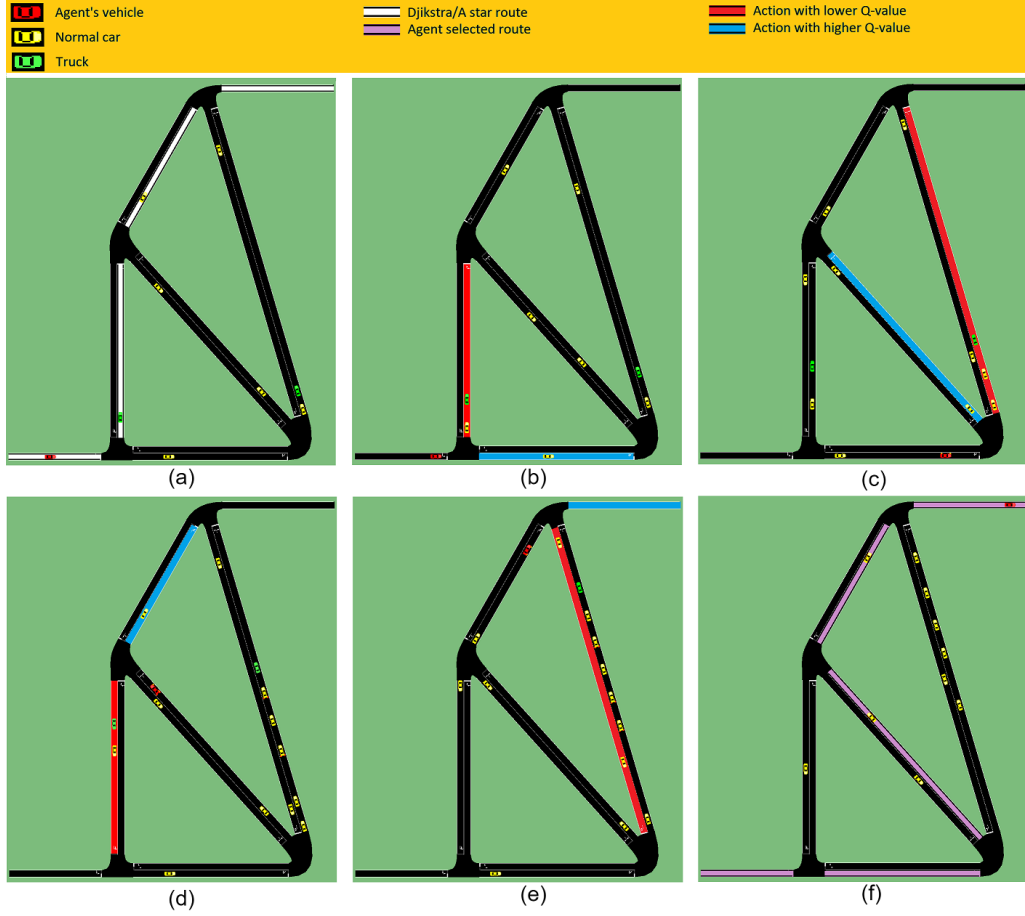 Agent's vehicle
Djikstra/A star route
Action with lower Q-value
Normal car
Agent selected route
Action with higher Q-value
Truck
(a)
(b)
(c)
(d)
(e)
(f)